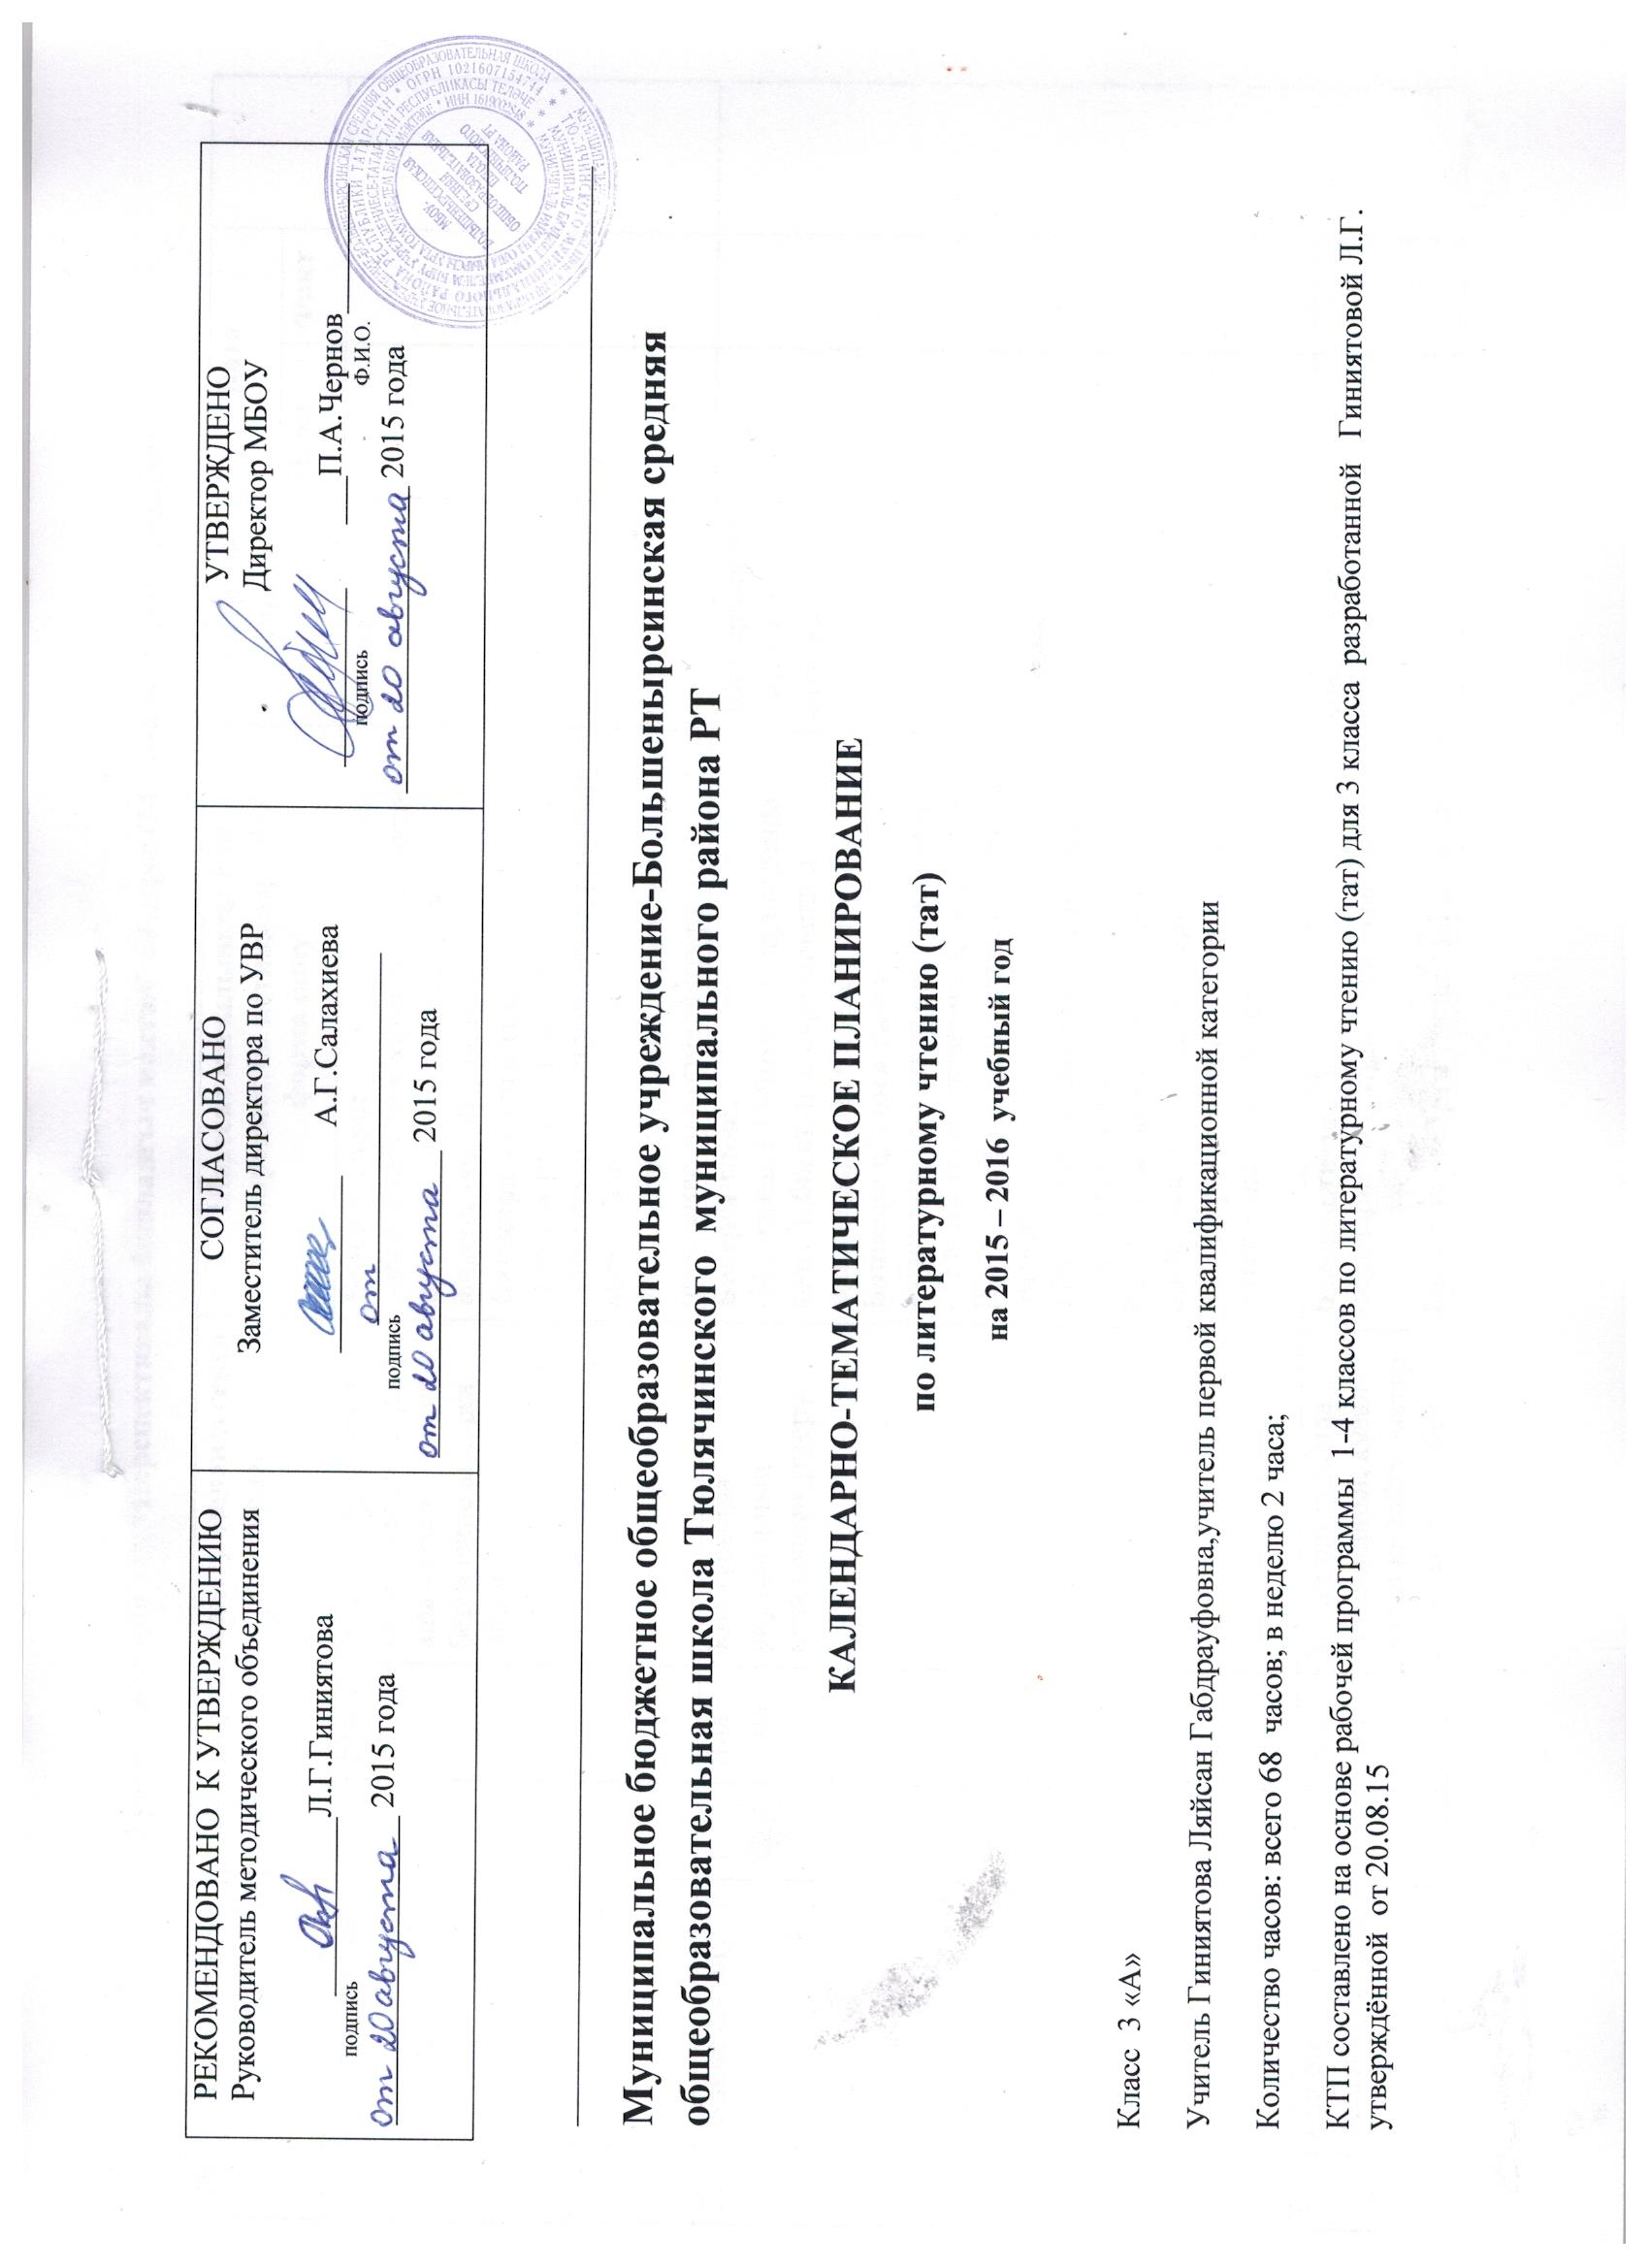 РЕКОМЕНДОВАНО К УТВЕРЖДЕНИЮ
Руководитель методического объединения
Л.Г.Гиниятова
подпись
от 20 августа 2015 года
СОГЛАСОВАНО
Заместитель директора по УВР
А.Г.Салахиева
от
подпись
от 20 августа 2015 года
УТВЕРЖДЕНО
Директор МБОУ
П.А.Чернов
подпись Ф.И.О.
от 20 августа 2015 года
Муниципальное бюджетное общеобразовательное учреждение-Большенырсинская средняя
общеобразовательная школа Тюлячинского муниципального района РТ
КАЛЕНДАРНО-ТЕМАТИЧЕСКОЕ ПЛАНИРОВАНИЕ
по литературному чтению (тат)
на 2015 – 2016 учебный год
Класс 3 «А»
Учитель Гиниятова Ляйсан Габдрауфовна,учитель первой квалификационной категории
Количество часов: всего 68 часов; в неделю 2 часа;
КТП составлено на основе рабочей программы 1-4 классов по литературному чтению (тат) для 3 класса разработанной Гиниятовой Л.Г.
утверждённой от 20.08.15